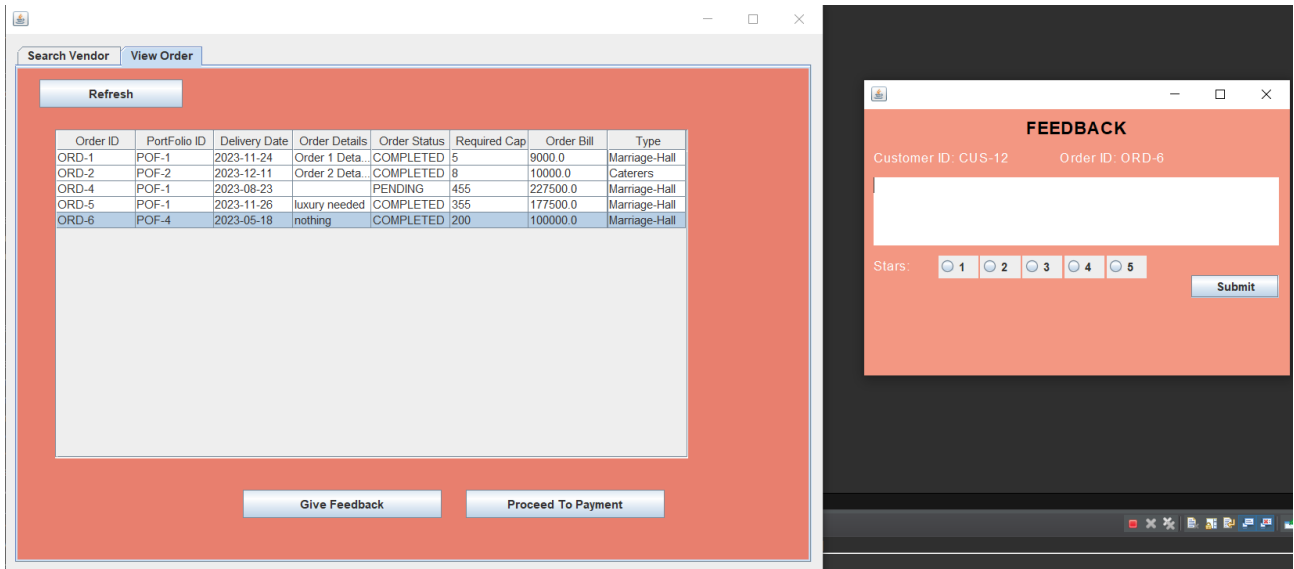 Search Vendor View Order
Refresh
Order ID PortFolio ID Delivery Date Order Details Order Status Required Cap Order Bill Type
ORD-1 POF-1 2023-11-24 Order 1 Deta... COMPLETED 5 9000.0 Marriage-Hall
ORD-2 POF-2 2023-12-11 Order 2 Deta... COMPLETED 8 10000.0 Caterers
ORD-4 POF-1 2023-08-23 PENDING 455 227500.0 Marriage-Hall
ORD-5 POF-1 2023-11-26 luxury needed COMPLETED 355 177500.0 Marriage-Hall
ORD-6 POF-4 2023-05-18 nothing COMPLETED 200 100000.0 Marriage-Hall
Give Feedback Proceed To Payment
FEEDBACK
Customer ID: CUS-12 Order ID: ORD-6
Stars: 1 2 3 4 5
Submit